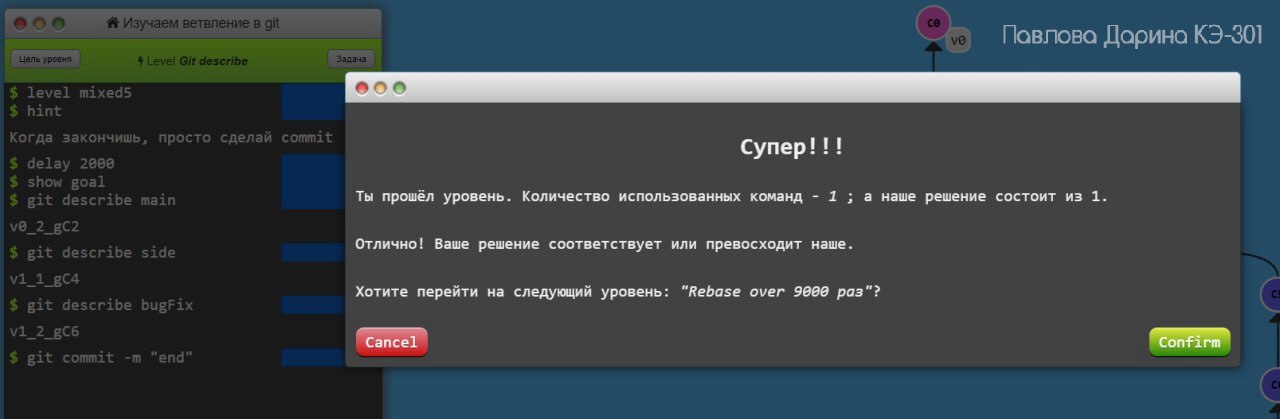 Изучаем ветвление в git
Цель уровня
Level Git describe
Задача
$ level mixed5
$ hint
Когда закончишь, просто сделай commit
$ delay 2000
$ show goal
$ git describe main
v0_2_gC2
$ git describe side
v1_1_gC4
$ git describe bugFix
v1_2_gC6
$ git commit -m "end"
c0
v0
Павлова Дарина КЭ-301
Супер!!!
Ты прошёл уровень. Количество использованных команд - 1 ; а наше решение состоит из 1.
Отлично! Ваше решение соответствует или превосходит наше.
Хотите перейти на следующий уровень: "Rebase over 9000 раз"?
Cancel
Confirm